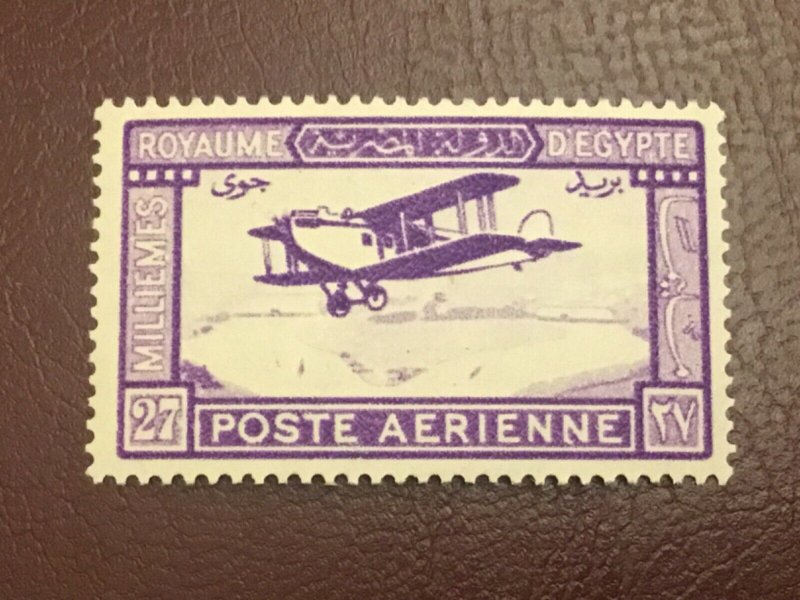 ROYAUME الدولة المصرية D'EGYPTE
بريد جوى
MILLIEMES
27 POSTE AERIENNE ٢٧